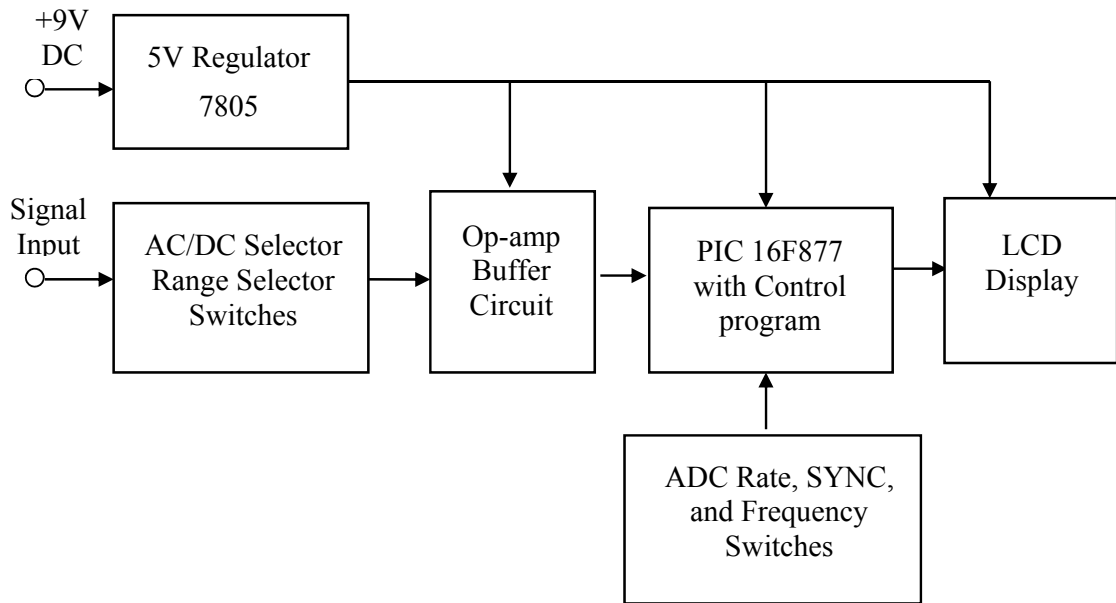 +9V
DC
5V Regulator
7805
Signal
Input
AC/DC Selector
Range Selector
Switches
Op-amp
Buffer
Circuit
PIC 16F877
with Control
program
LCD
Display
ADC Rate, SYNC,
and Frequency
Switches